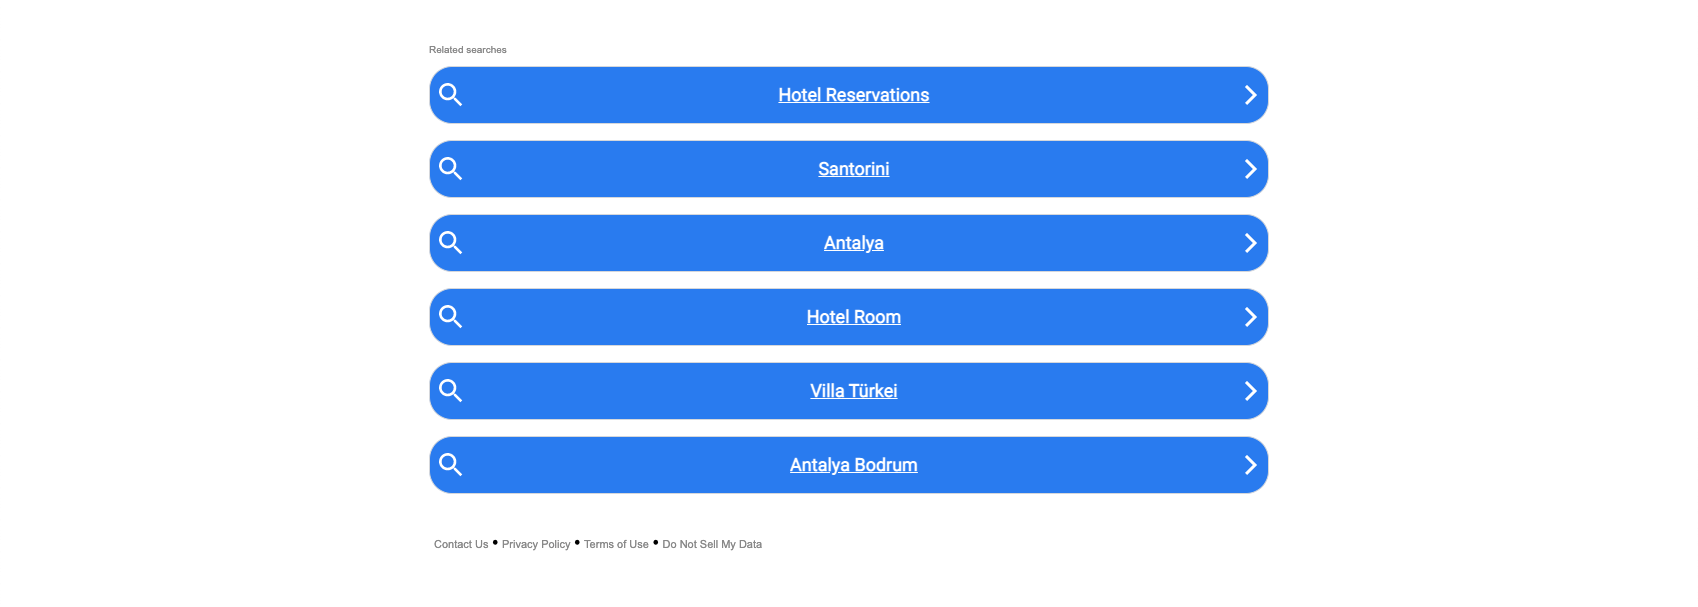 Related searches
Hotel Reservations
Santorini
Antalya
Hotel Room
Villa Türkei
Antalya Bodrum
Contact Us • Privacy Policy • Terms of Use • Do Not Sell My Data